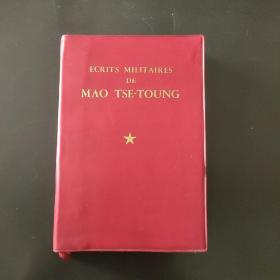 ECRITS MILITAIRES
DE
MAO TSE-TOUNG